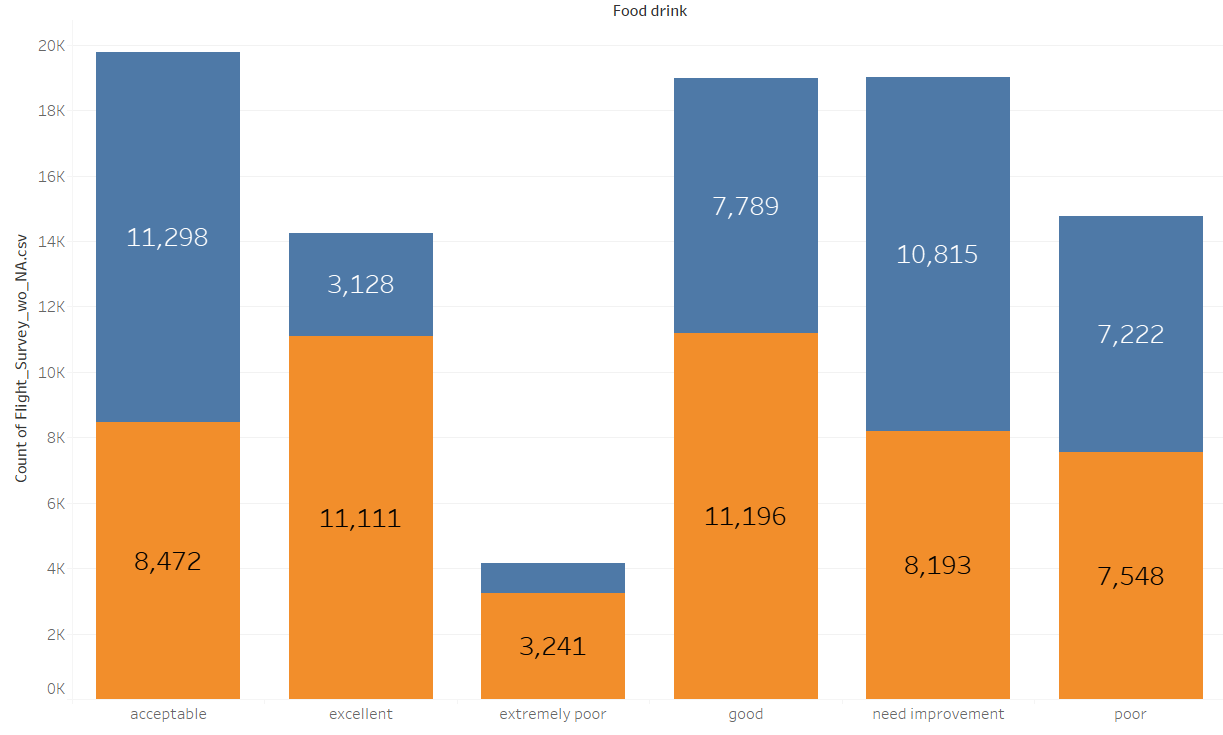 Food drink
Count of Flight_Survey_wo_NA.csv
20K
18K
16K
14K
12K
10K
8K
6K
4K
2K
0K
11,298
8,472
3,128
11,111
3,241
7,789
11,196
10,815
8,193
7,222
7,548
acceptable
excellent
extremely poor
good
need improvement
poor